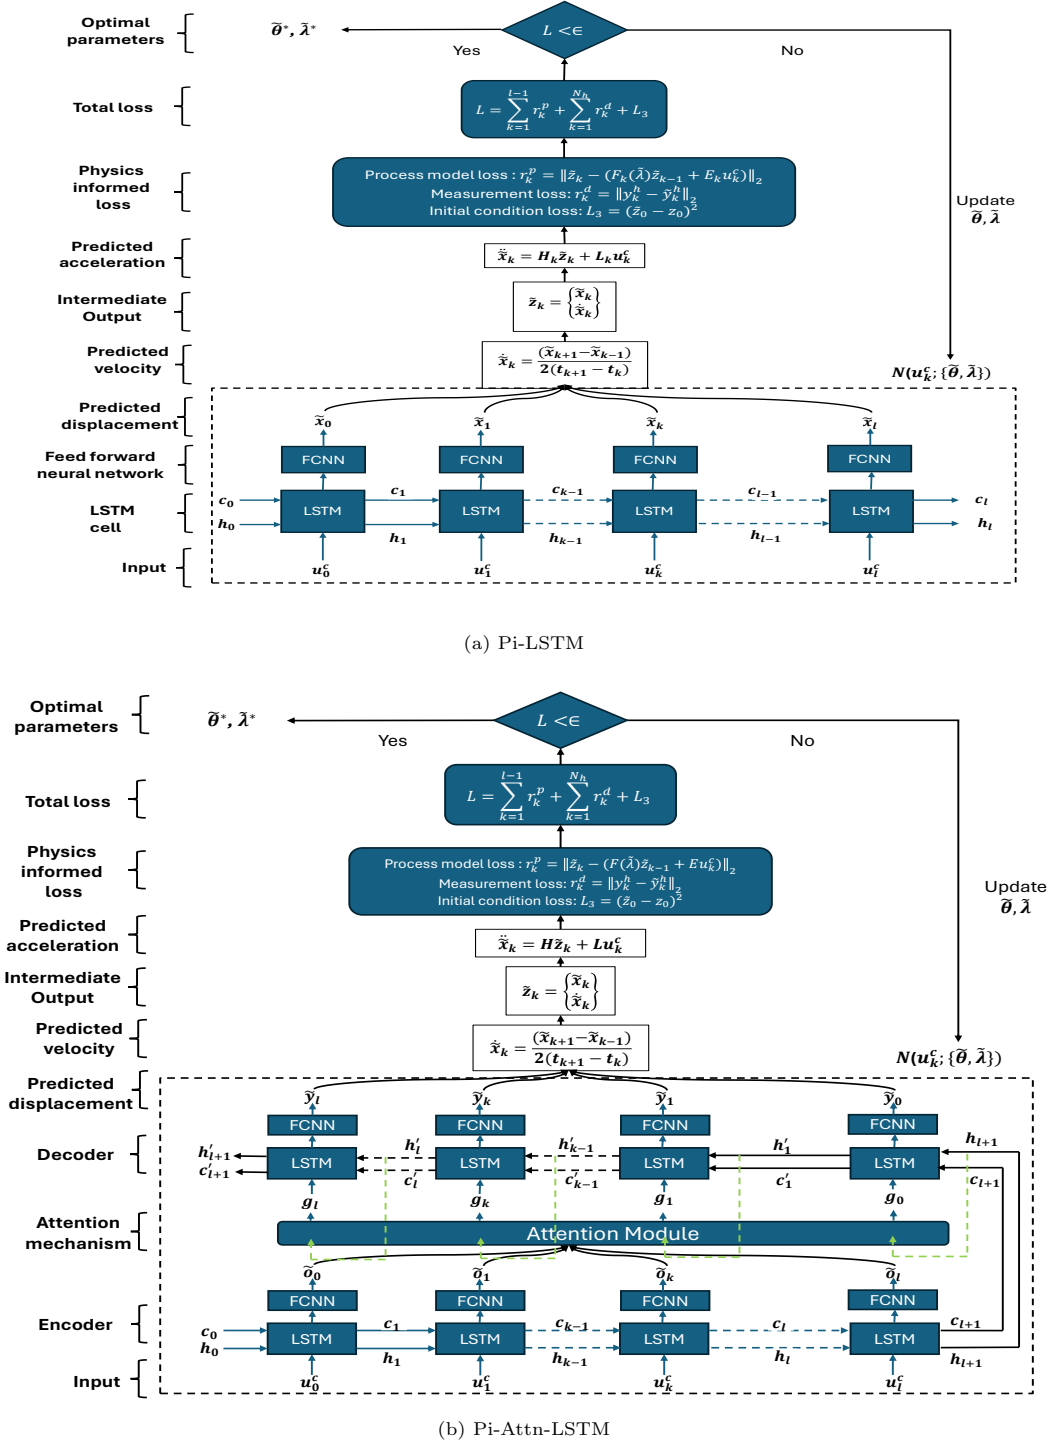 Optimal
parameters
θ̃*, λ̃*
L <∈
Yes
No
Total loss
L = ∑_{k=1}^{l-1} r_k^p + ∑_{k=1}^{N_h} r_k^d + L_3
Physics
informed
loss
Process model loss : r_k^p = ‖z̃_k − (F_k(λ̃)z̃_{k−1} + E_k u_k^c)‖_2
Measurement loss: r_k^d = ‖y_k^h − ỹ_k^h‖_2
Initial condition loss: L_3 = (z̃_0 − z_0)^2
Update
θ̃, λ̃
Predicted
acceleration
ẍ̃_k = H_k z̃_k + L_k u_k^c
Intermediate
Output
z̃_k = {x̃_k ẋ̃_k}
Predicted
velocity
ẋ̃_k = (x̃_{k+1} − x̃_{k−1}) / 2(t_{k+1} − t_k)
N(u_k^c; {θ̃, λ̃})
Predicted
displacement
x̃_0 x̃_1 x̃_k x̃_l
Feed forward
neural network
FCNN FCNN FCNN FCNN
LSTM
cell
c_0 c_1 c_{k−1} c_{l−1} c_l
LSTM LSTM LSTM LSTM
h_0 h_1 h_{k−1} h_{l−1} h_l
Input
u_0^c u_1^c u_k^c u_l^c
(a) Pi-LSTM
Optimal
parameters
θ̃*, λ̃*
L <∈
Yes
No
Total loss
L = ∑_{k=1}^{l-1} r_k^p + ∑_{k=1}^{N_h} r_k^d + L_3
Physics
informed
loss
Process model loss : r_k^p = ‖z̃_k − (F(λ̃)z̃_{k−1} + Eu_k^c)‖_2
Measurement loss: r_k^d = ‖y_k^h − ỹ_k^h‖_2
Initial condition loss: L_3 = (z̃_0 − z_0)^2
Update
θ̃, λ̃
Predicted
acceleration
ẍ̃_k = Hz̃_k + Lu_k^c
Intermediate
Output
z̃_k = {x̃_k ẋ̃_k}
Predicted
velocity
ẋ̃_k = (x̃_{k+1} − x̃_{k−1}) / 2(t_{k+1} − t_k)
N(u_k^c; {θ̃, λ̃})
Predicted
displacement
ỹ_l ỹ_k ỹ_1 ỹ_0
FCNN FCNN FCNN FCNN
Decoder
h′_{l+1} h′_l h′_{k−1} h′_1 h_{l+1}
LSTM LSTM LSTM LSTM
c′_{l+1} c′_l c′_{k−1} c′_1 c_{l+1}
g_l g_k g_1 g_0
Attention
mechanism
Attention Module
õ_0 õ_1 õ_k õ_l
FCNN FCNN FCNN FCNN
Encoder
c_0 c_1 c_{k−1} c_l c_{l+1}
LSTM LSTM LSTM LSTM
h_0 h_1 h_{k−1} h_l h_{l+1}
Input
u_0^c u_1^c u_k^c u_l^c
(b) Pi-Attn-LSTM